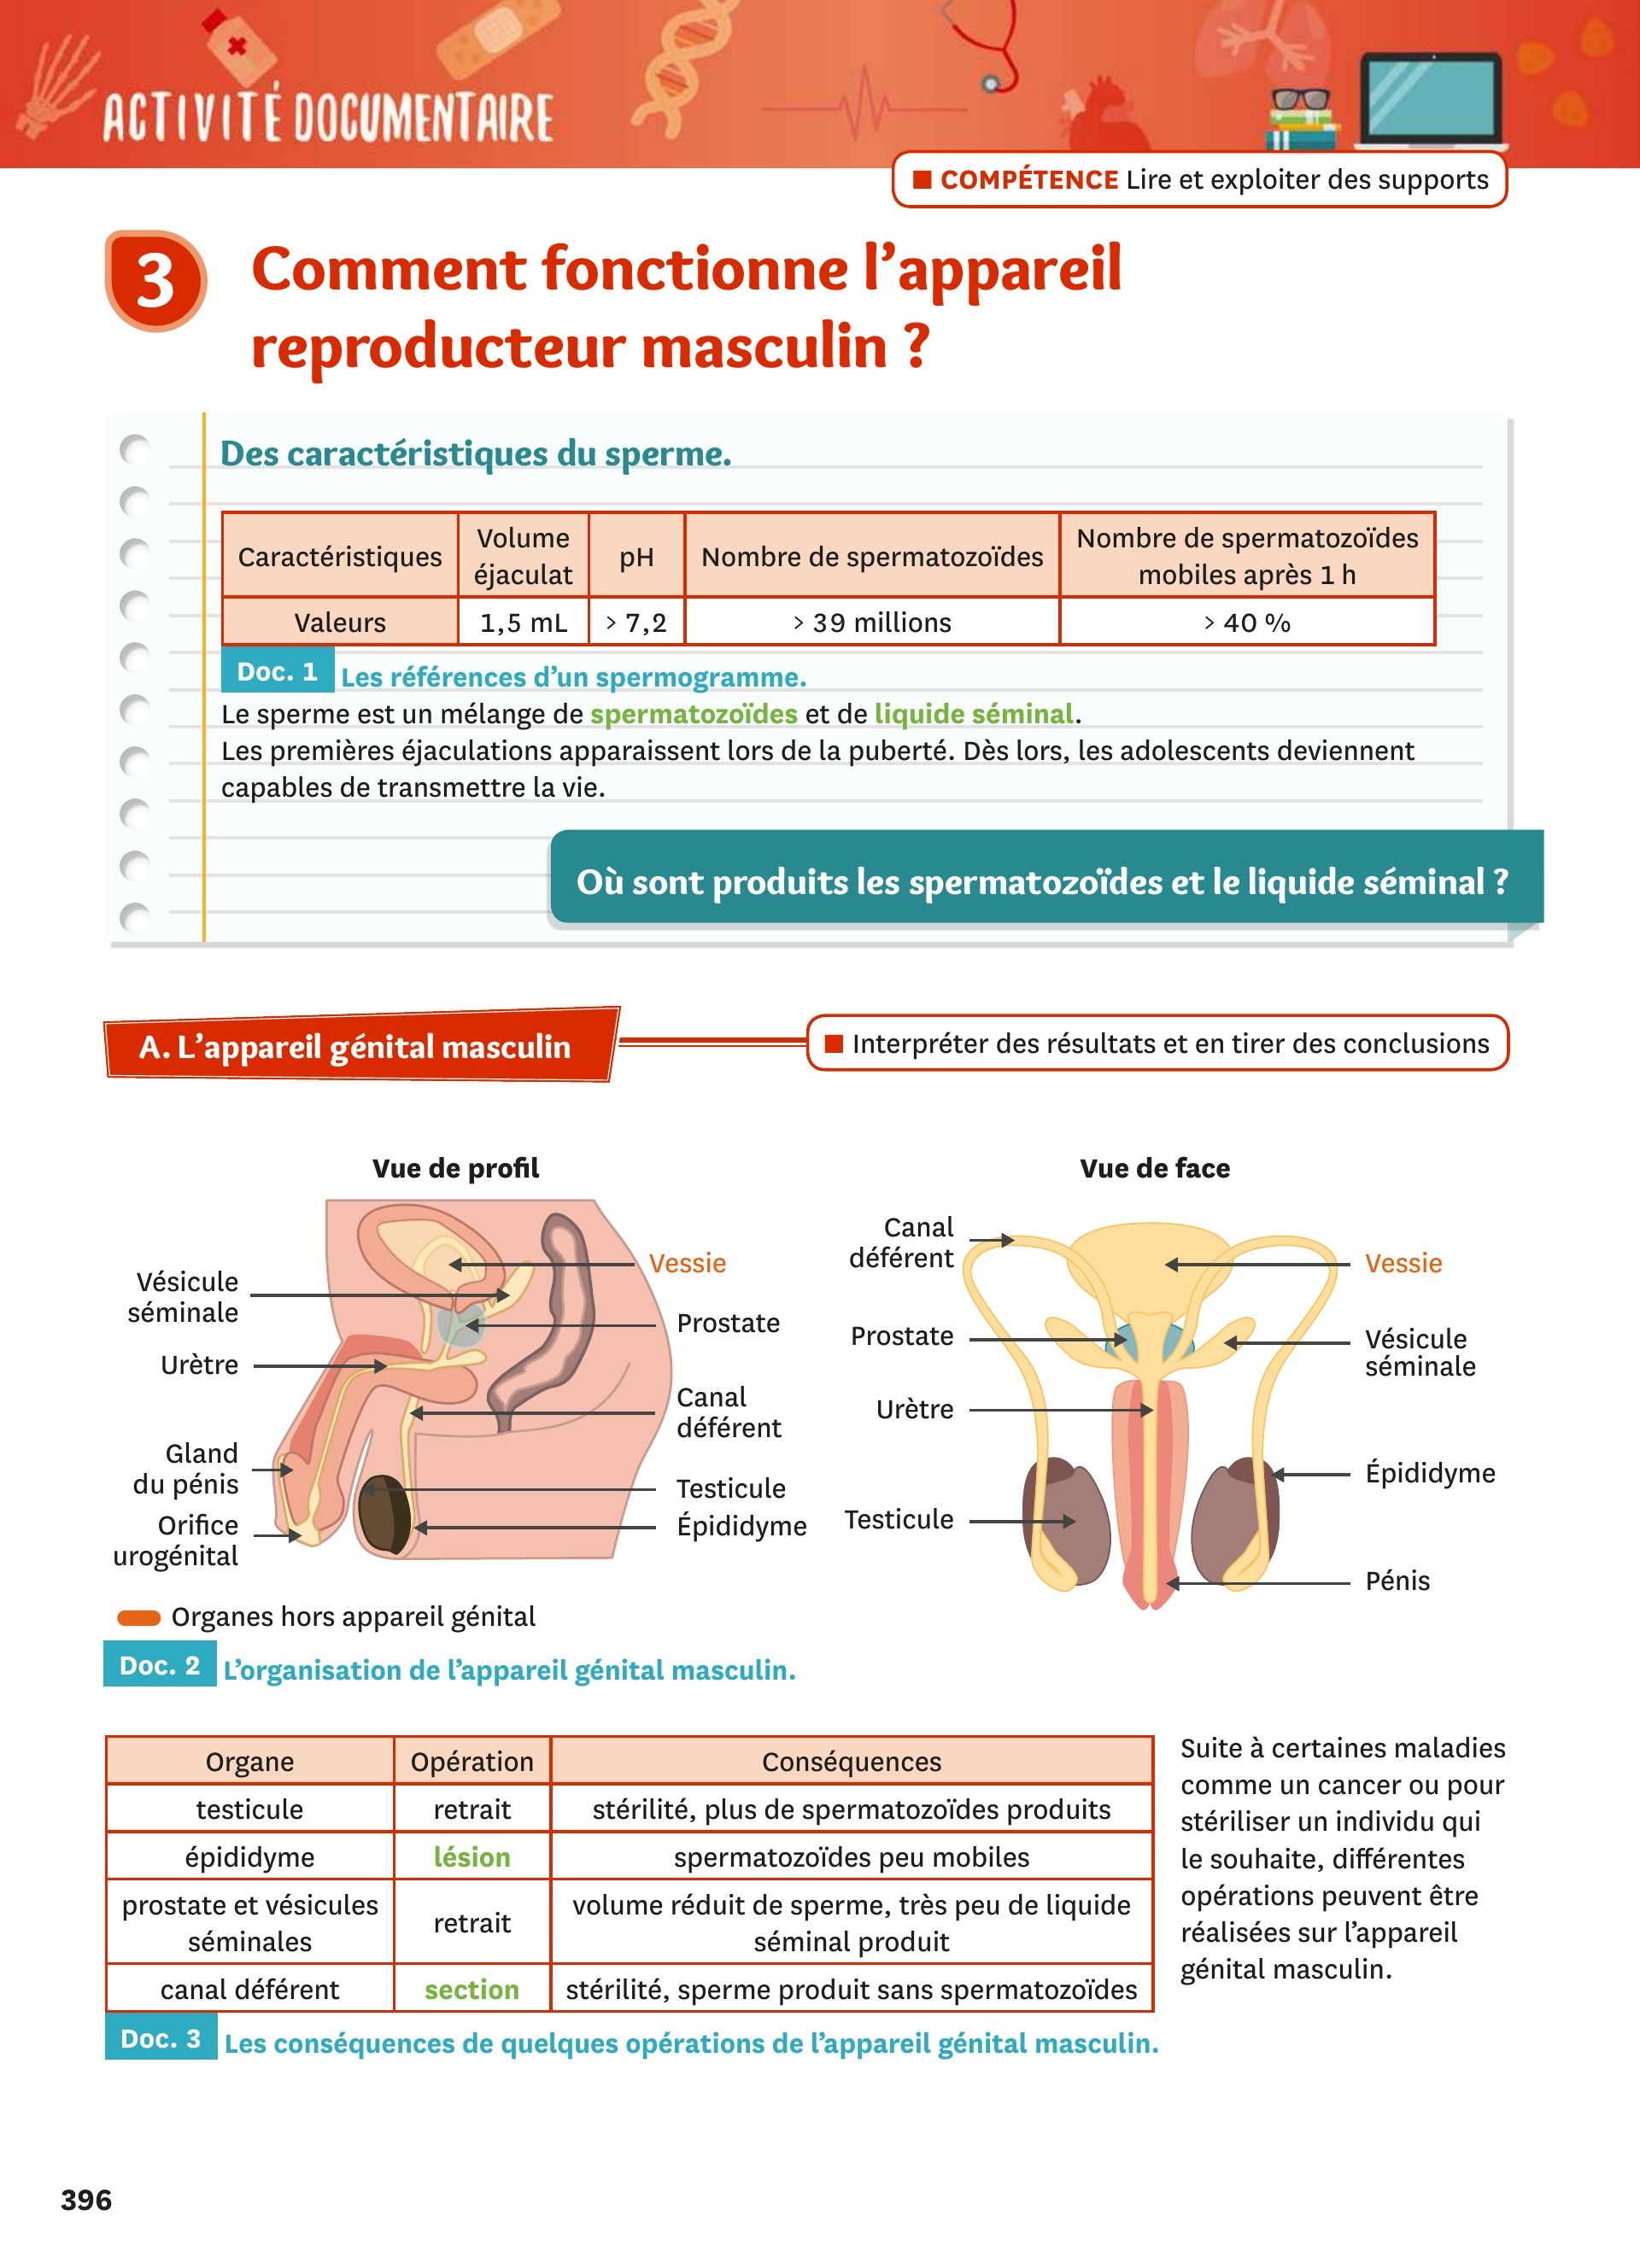 ACTIVITÉ DOCUMENTAIRE
■ COMPÉTENCE Lire et exploiter des supports
3
Comment fonctionne l’appareil
reproducteur masculin ?
Des caractéristiques du sperme.
Caractéristiques
Volume
éjaculat
pH
Nombre de spermatozoïdes
Nombre de spermatozoïdes
mobiles après 1 h
Valeurs
1,5 mL
> 7,2
> 39 millions
> 40 %
Doc. 1 Les références d’un spermogramme.
Le sperme est un mélange de spermatozoïdes et de liquide séminal.
Les premières éjaculations apparaissent lors de la puberté. Dès lors, les adolescents deviennent
capables de transmettre la vie.
Où sont produits les spermatozoïdes et le liquide séminal ?
A. L’appareil génital masculin
■ Interpréter des résultats et en tirer des conclusions
Vue de profil
Vésicule
séminale
Urètre
Gland
du pénis
Orifice
urogénital
Vessie
Prostate
Canal
déférent
Testicule
Épididyme
Vue de face
Canal
déférent
Prostate
Urètre
Testicule
Vessie
Vésicule
séminale
Épididyme
Pénis
Organes hors appareil génital
Doc. 2 L’organisation de l’appareil génital masculin.
Organe
Opération
Conséquences
testicule
retrait
stérilité, plus de spermatozoïdes produits
épididyme
lésion
spermatozoïdes peu mobiles
prostate et vésicules
séminales
retrait
volume réduit de sperme, très peu de liquide
séminal produit
canal déférent
section
stérilité, sperme produit sans spermatozoïdes
Doc. 3 Les conséquences de quelques opérations de l’appareil génital masculin.
Suite à certaines maladies
comme un cancer ou pour
stériliser un individu qui
le souhaite, différentes
opérations peuvent être
réalisées sur l’appareil
génital masculin.
396